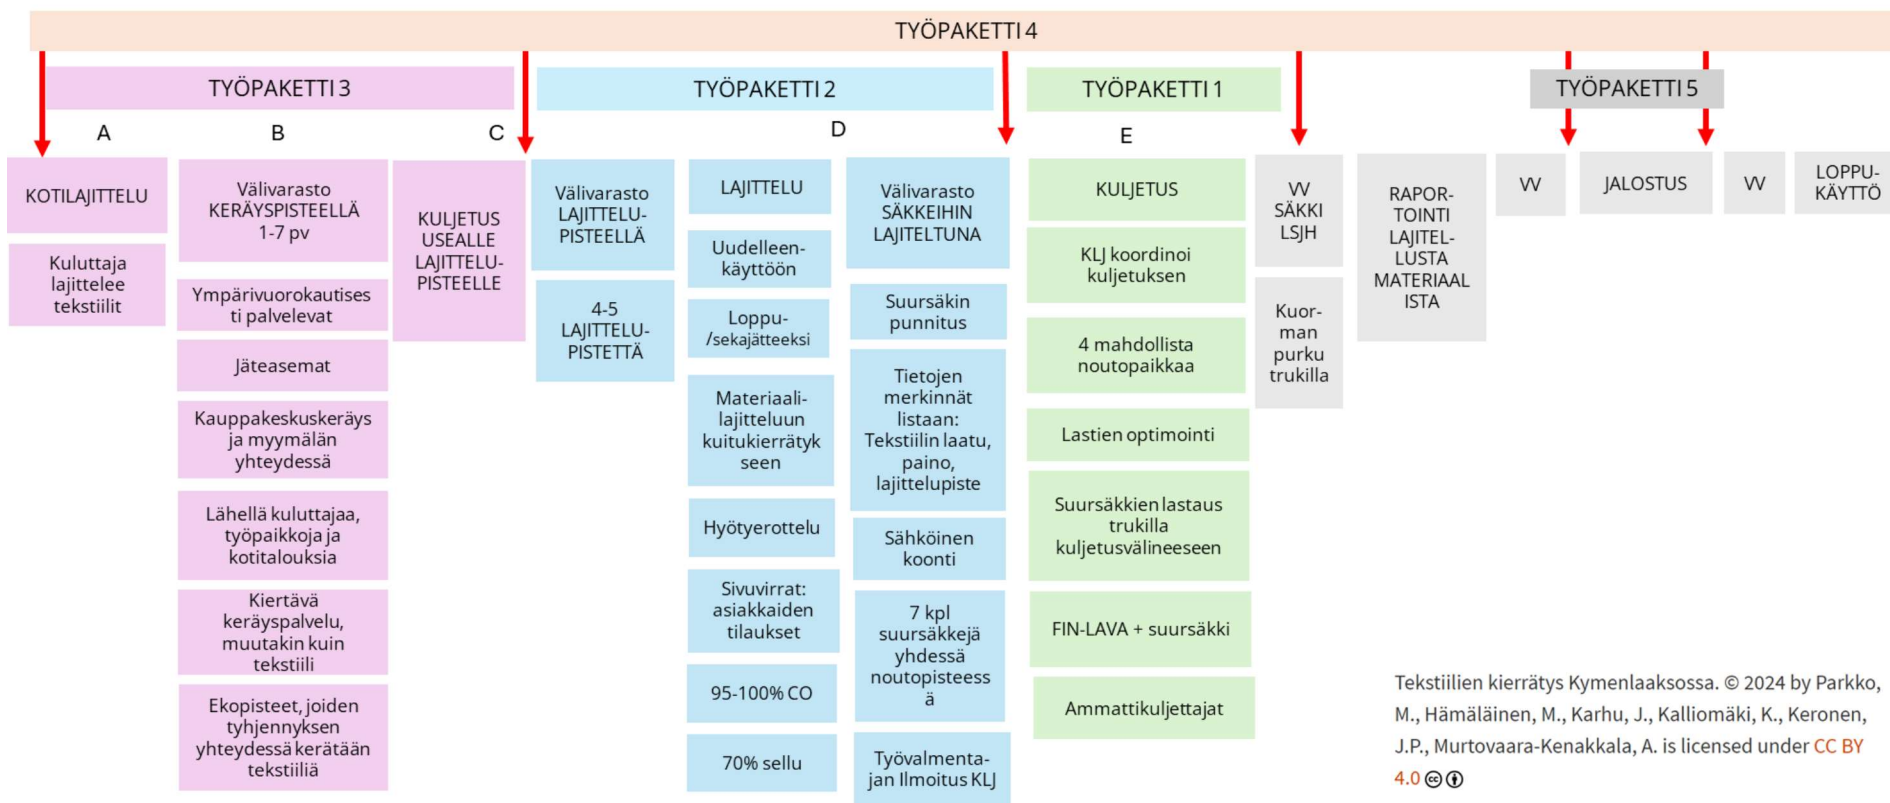 TYÖPAKETTI 4
TYÖPAKETTI 3
TYÖPAKETTI 2
TYÖPAKETTI 1
TYÖPAKETTI 5
A
B
C
D
E
KOTILAJITTELU
Kuluttaja
lajittelee
tekstiilit
Välivarasto
KERÄYSPISTEELLÄ
1-7 pv
Ympärivuorokautises
ti palvelevat
Jäteasemat
Kauppakeskuskeräys
ja myymälän
yhteydessä
Lähellä kuluttajaa,
työpaikkoja ja
kotitalouksia
Kiertävä
keräyspalvelu,
muutakin kuin
tekstiili
Ekopisteet, joiden
tyhjennyksen
yhteydessä kerätään
tekstiiliä
KULJETUS
USEALLE
LAJITTELU-
PISTEELLE
Välivarasto
LAJITTELU-
PISTEELLÄ
4-5
LAJITTELU-
PISTETTÄ
LAJITTELU
Uudelleen-
käyttöön
Loppu-
/sekajätteeksi
Materiaali-
lajitteluun
kuitukierrätyk
seen
Hyötyerottelu
Sivuvirrat:
asiakkaiden
tilaukset
95-100% CO
70% sellu
Välivarasto
SÄKKEIHIN
LAJITELTUNA
Suursäkin
punnitus
Tietojen
merkinnät
listaan:
Tekstiilin laatu,
paino,
lajittelupiste
Sähköinen
koonti
7 kpl
suursäkkejä
yhdessä
noutopisteess
ä
Työvalmenta-
jan Ilmoitus KLJ
KULJETUS
KLJ koordinoi
kuljetuksen
4 mahdollista
noutopaikkaa
Lastien optimointi
Suursäkkien lastaus
trukilla
kuljetusvälineeseen
FIN-LAVA + suursäkki
Ammattikuljettajat
VV
SÄKKI
LSJH
Kuor-
man
purku
trukilla
RAPOR-
TOINTI
LAJITEL-
LUSTA
MATERIAAL
ISTA
VV
JALOSTUS
VV
LOPPU-
KÄYTTÖ
Tekstiilien kierrätys Kymenlaaksossa. © 2024 by Parkko,
M., Hämäläinen, M., Karhu, J., Kalliomäki, K., Keronen,
J.P., Murtovaara-Kenakkala, A. is licensed under CC BY
4.0